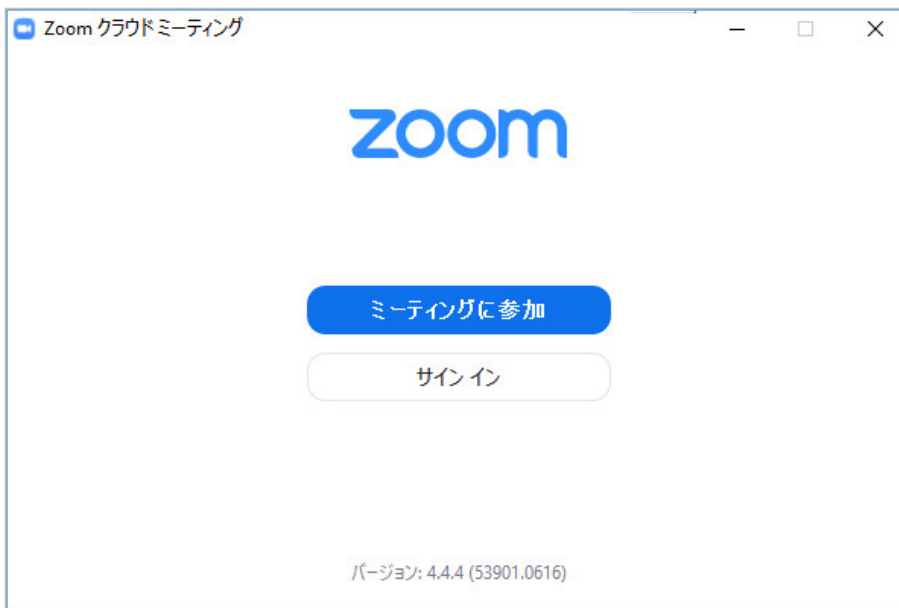 Zoom クラウドミーティング
zoom
ミーティングに参加
サイン イン
バージョン: 4.4.4 (53901.0616)